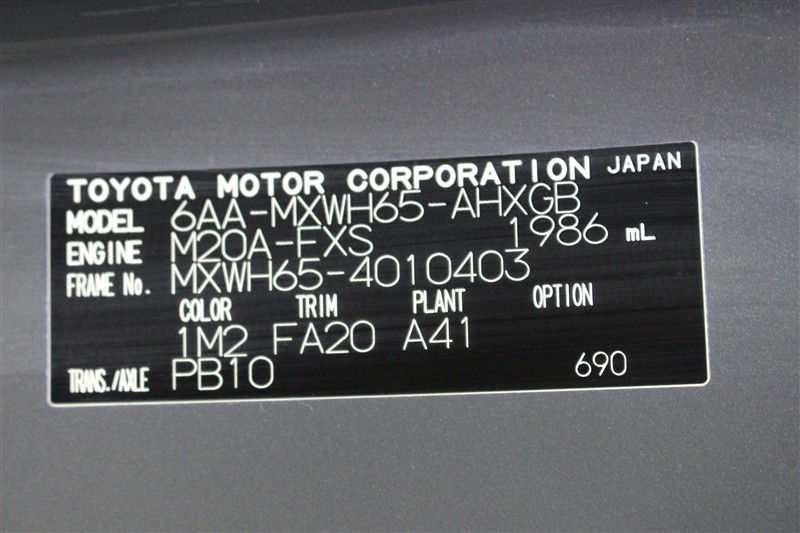 TOYOTA MOTOR CORPORATION JAPAN
MODEL 6AA-MXWH65-AHXGB
ENGINE M20A-FXS 1986 mL
FRAME No. MXWH65-4010403
COLOR TRIM PLANT OPTION
1M2 FA20 A41
TRANS./AXLE PB10 690